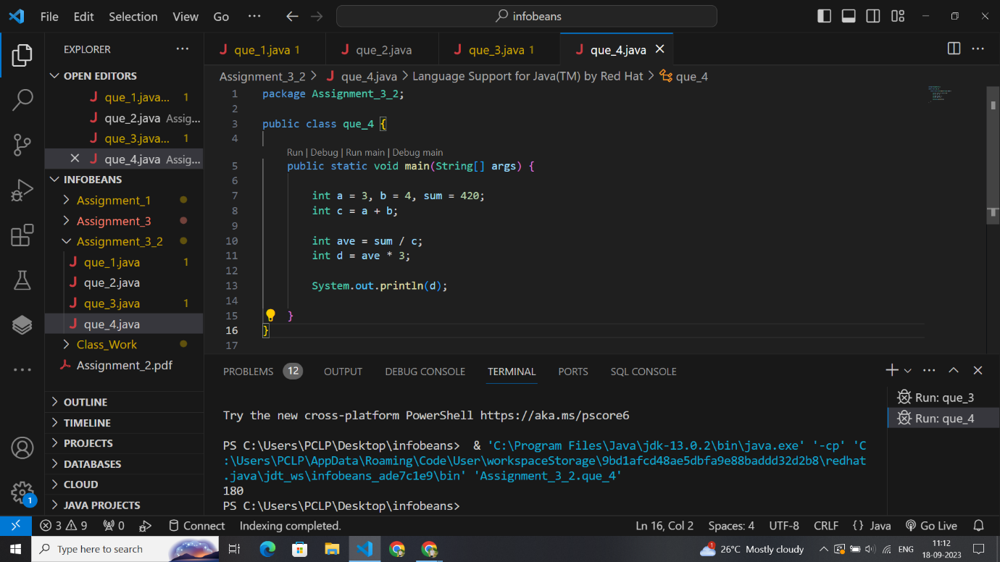 File Edit Selection View Go ··· infobeans
EXPLORER ···
OPEN EDITORS
que_1.java... 1
que_2.java Assig...
que_3.java... 1
que_4.java Assig...
INFOBEANS
Assignment_1
Assignment_3
Assignment_3_2
que_1.java 1
que_2.java
que_3.java 1
que_4.java
Class_Work
Assignment_2.pdf
OUTLINE
TIMELINE
PROJECTS
DATABASES
CLOUD
JAVA PROJECTS
1
que_1.java 1 que_2.java que_3.java 1 que_4.java
Assignment_3_2 > que_4.java > Language Support for Java(TM) by Red Hat > que_4
1 package Assignment_3_2;
2
3 public class que_4 {
4
Run | Debug | Run main | Debug main
5 public static void main(String[] args) {
6
7 int a = 3, b = 4, sum = 420;
8 int c = a + b;
9
10 int ave = sum / c;
11 int d = ave * 3;
12
13 System.out.println(d);
14
15 }
16 }
17
PROBLEMS 12 OUTPUT DEBUG CONSOLE TERMINAL PORTS SQL CONSOLE
Try the new cross-platform PowerShell https://aka.ms/pscore6
PS C:\Users\PCLP\Desktop\infobeans>  & 'C:\Program Files\Java\jdk-13.0.2\bin\java.exe' '-cp' 'C
:\Users\PCLP\AppData\Roaming\Code\User\workspaceStorage\9bd1afcd48ae5dbfa9e88baddd32d2b8\redhat
.java\jdt_ws\infobeans_ade7c1e9\bin' 'Assignment_3_2.que_4'
180
PS C:\Users\PCLP\Desktop\infobeans>
Run: que_3
Run: que_4
3 9 0 Connect Indexing completed. Ln 16, Col 2 Spaces: 4 UTF-8 CRLF {} Java Go Live
Type here to search 1 26°C Mostly cloudy ENG 11:12
18-09-2023